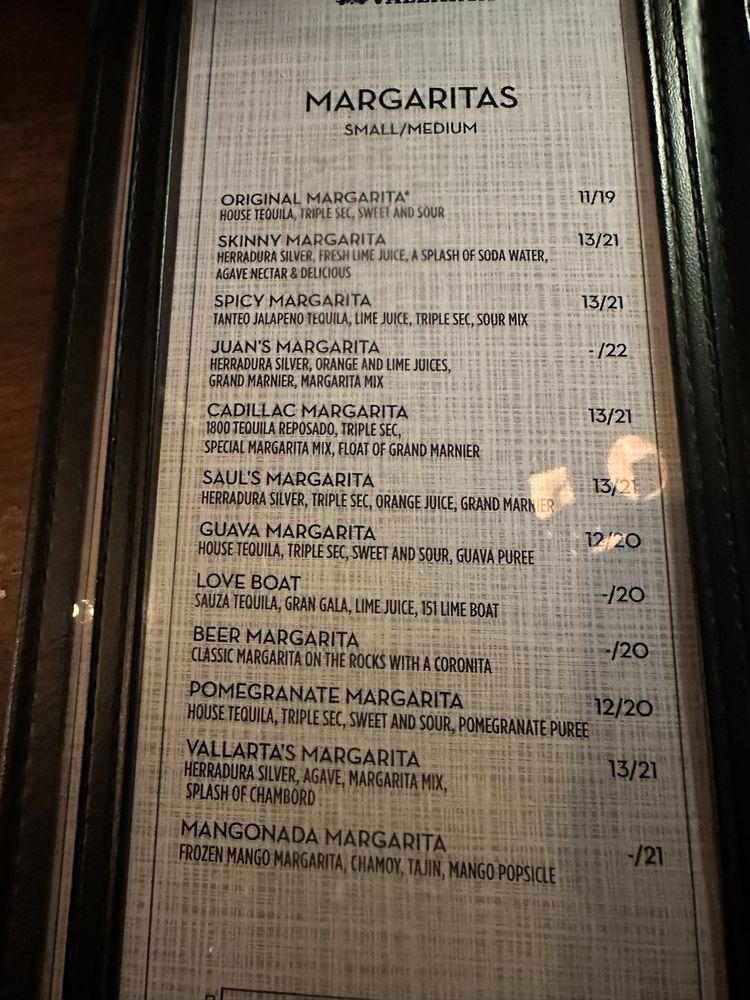 MARGARITAS
SMALL/MEDIUM
ORIGINAL MARGARITA* 11/19
HOUSE TEQUILA, TRIPLE SEC, SWEET AND SOUR
SKINNY MARGARITA 13/21
HERRADURA SILVER, FRESH LIME JUICE, A SPLASH OF SODA WATER,
AGAVE NECTAR & DELICIOUS
SPICY MARGARITA 13/21
TANTEO JALAPENO TEQUILA, LIME JUICE, TRIPLE SEC, SOUR MIX
JUAN'S MARGARITA -/22
HERRADURA SILVER, ORANGE AND LIME JUICES,
GRAND MARNIER, MARGARITA MIX
CADILLAC MARGARITA 13/21
1800 TEQUILA REPOSADO, TRIPLE SEC,
SPECIAL MARGARITA MIX, FLOAT OF GRAND MARNIER
SAUL'S MARGARITA 13/21
HERRADURA SILVER, TRIPLE SEC, ORANGE JUICE, GRAND MARNIER
GUAVA MARGARITA 12/20
HOUSE TEQUILA, TRIPLE SEC, SWEET AND SOUR, GUAVA PUREE
LOVE BOAT -/20
SAUZA TEQUILA, GRAN GALA, LIME JUICE, 151 LIME BOAT
BEER MARGARITA -/20
CLASSIC MARGARITA ON THE ROCKS WITH A CORONITA
POMEGRANATE MARGARITA 12/20
HOUSE TEQUILA, TRIPLE SEC, SWEET AND SOUR, POMEGRANATE PUREE
VALLARTA'S MARGARITA 13/21
HERRADURA SILVER, AGAVE, MARGARITA MIX,
SPLASH OF CHAMBORD
MANGONADA MARGARITA -/21
FROZEN MANGO MARGARITA, CHAMOY, TAJIN, MANGO POPSICLE